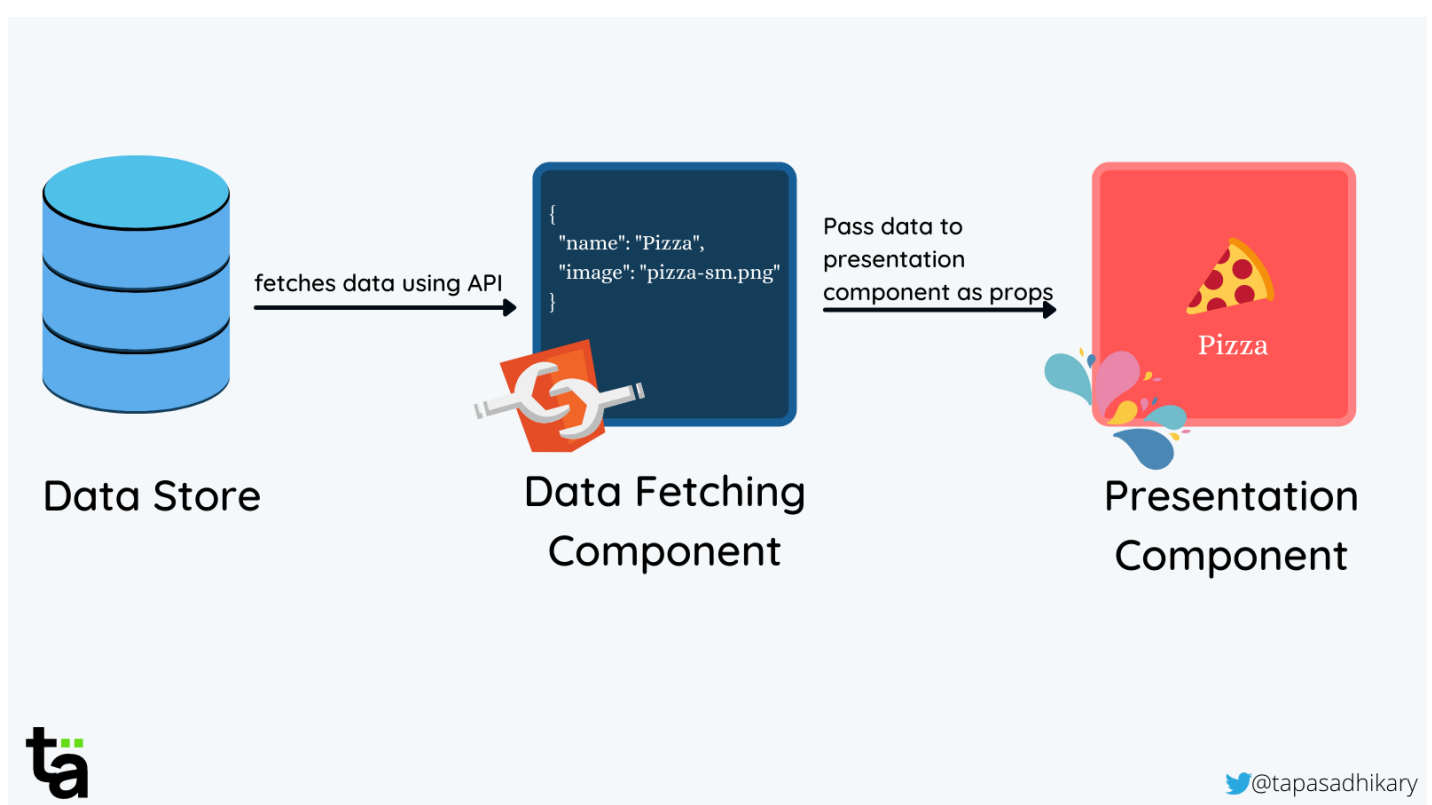 fetches data using API
{
"name": "Pizza",
"image": "pizza-sm.png"
}
Pass data to
presentation
component as props
Pizza
Data Store
Data Fetching
Component
Presentation
Component
tä
@tapasadhikary